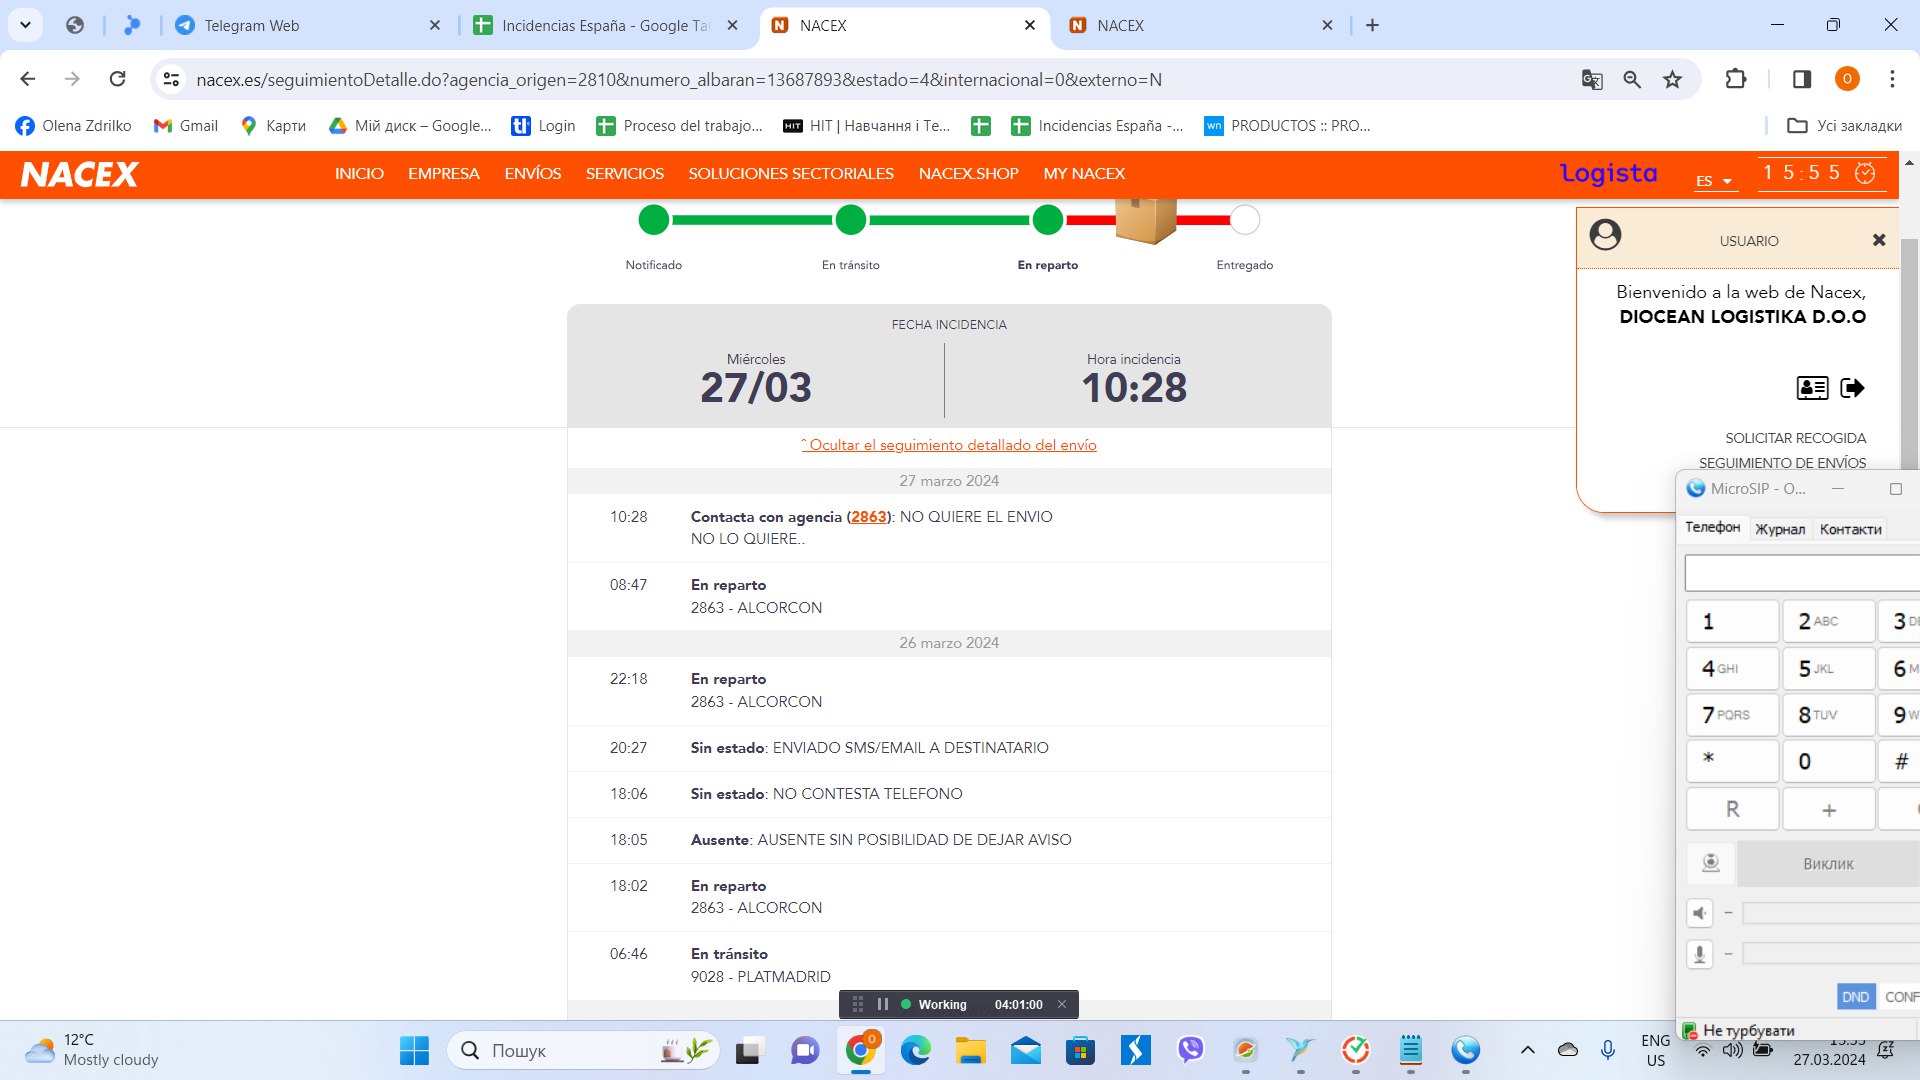 Telegram Web
Incidencias España - Google Ta
NACEX
NACEX
nacex.es/seguimientoDetalle.do?agencia_origen=2810&numero_albaran=13687893&estado=4&internacional=0&externo=N
O
Olena Zdrilko
Gmail
Карти
Мій диск – Google...
Login
Proceso del trabajo...
HIT | Навчання і Те...
Incidencias España -...
PRODUCTOS :: PRO...
Усі закладки
NACEX
INICIO
EMPRESA
ENVÍOS
SERVICIOS
SOLUCIONES SECTORIALES
NACEX.SHOP
MY NACEX
logista
ES
15:55
Notificado
En tránsito
En reparto
Entregado
USUARIO
Bienvenido a la web de Nacex,
DIOCEAN LOGISTIKA D.O.O
SOLICITAR RECOGIDA
SEGUIMIENTO DE ENVÍOS
FECHA INCIDENCIA
Miércoles
27/03
Hora incidencia
10:28
ˆ Ocultar el seguimiento detallado del envío
27 marzo 2024
10:28 Contacta con agencia (2863): NO QUIERE EL ENVIO
NO LO QUIERE..
08:47 En reparto
2863 - ALCORCON
26 marzo 2024
22:18 En reparto
2863 - ALCORCON
20:27 Sin estado: ENVIADO SMS/EMAIL A DESTINATARIO
18:06 Sin estado: NO CONTESTA TELEFONO
18:05 Ausente: AUSENTE SIN POSIBILIDAD DE DEJAR AVISO
18:02 En reparto
2863 - ALCORCON
06:46 En tránsito
9028 - PLATMADRID
Working 04:01:00
MicroSIP - O...
Телефон Журнал Контакти
1 2 ABC 3
4 GHI 5 JKL 6
7 PQRS 8 TUV 9
* 0 #
R +
Виклик
DND CONF
Не турбувати
12°C
Mostly cloudy
Пошук
ENG
US
27.03.2024